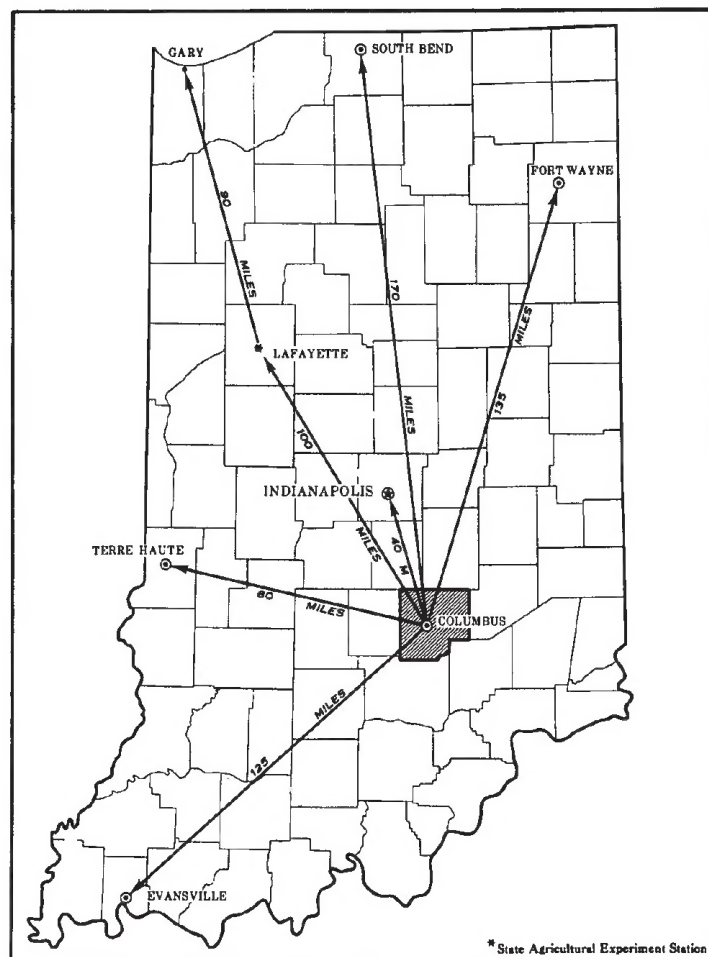 GARY
SOUTH BEND
FORT WAYNE
90
MILES
170
MILES
135
MILES
LAFAYETTE
100
MILES
INDIANAPOLIS
40 M
TERRE HAUTE
80
MILES
COLUMBUS
125
MILES
EVANSVILLE
* State Agricultural Experiment Station